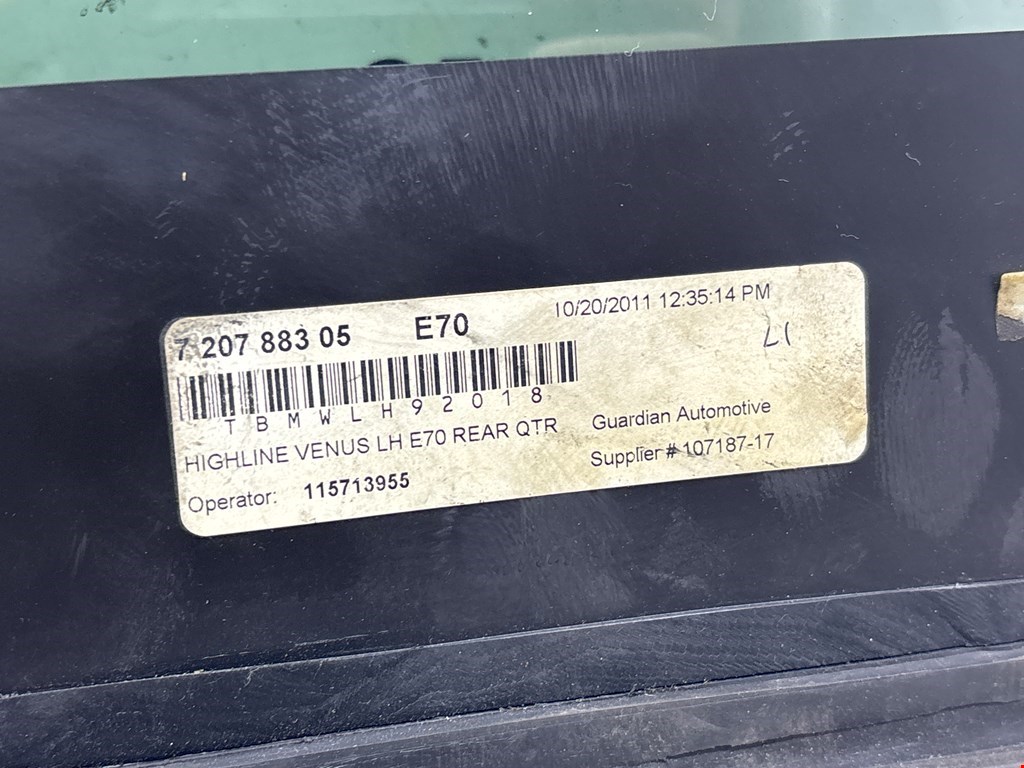 7 207 883 05 E70 10/20/2011 12:35:14 PM
TBMWLH92018
HIGHLINE VENUS LH E70 REAR QTR Guardian Automotive
Operator: 115713955 Supplier # 107187-17